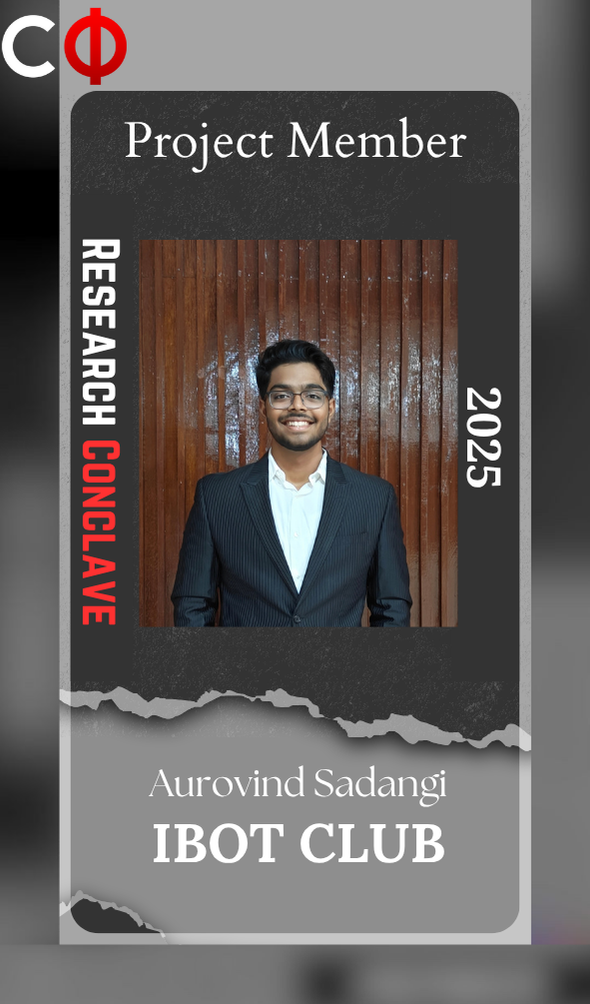 CΦ
Project Member
RESEARCH CONCLAVE
2025
Aurovind Sadangi
IBOT CLUB